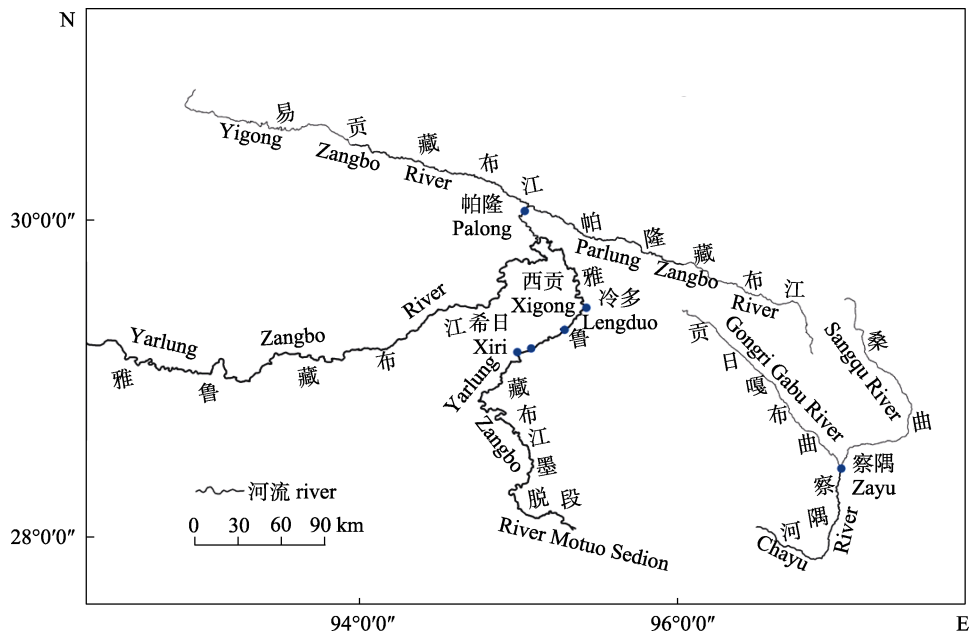 N
易贡藏布江
Yigong Zangbo River
帕隆
Palong
30°0′0″
帕隆藏布江
Parlung Zangbo River
西贡
Xigong
冷多
Lengduo
希日
Xiri
雅鲁藏布江
Yarlung Zangbo River
雅鲁藏布江墨脱段
Yarlung Zangbo River Motuo Sedion
贡日嘎布曲
Gongri Gabu River
桑曲
Sangqu River
察隅
Zayu
察隅河
Chayu River
河流 river
0 30 60 90 km
28°0′0″
94°0′0″
96°0′0″
E